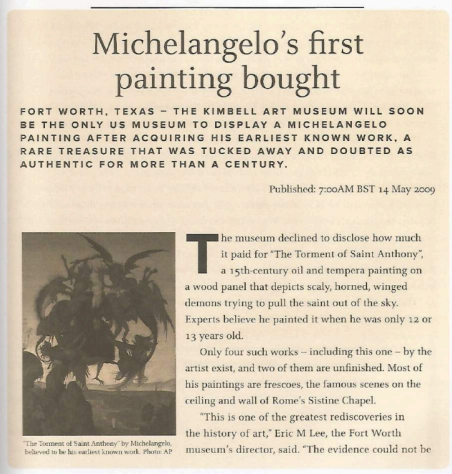 Michelangelo's first
painting bought
FORT WORTH, TEXAS – THE KIMBELL ART MUSEUM WILL SOON
BE THE ONLY US MUSEUM TO DISPLAY A MICHELANGELO
PAINTING AFTER ACQUIRING HIS EARLIEST KNOWN WORK, A
RARE TREASURE THAT WAS TUCKED AWAY AND DOUBTED AS
AUTHENTIC FOR MORE THAN A CENTURY.
Published: 7:00AM BST 14 May 2009
The museum declined to disclose how much
it paid for "The Torment of Saint Anthony",
a 15th-century oil and tempera painting on
a wood panel that depicts scaly, horned, winged
demons trying to pull the saint out of the sky.
Experts believe he painted it when he was only 12 or
13 years old.
Only four such works – including this one – by the
artist exist, and two of them are unfinished. Most of
his paintings are frescoes, the famous scenes on the
ceiling and wall of Rome's Sistine Chapel.
"This is one of the greatest rediscoveries in
the history of art," Eric M Lee, the Fort Worth
museum's director, said. "The evidence could not be
"The Torment of Saint Anthony" by Michelangelo,
believed to be his earliest known work. Photo: AP